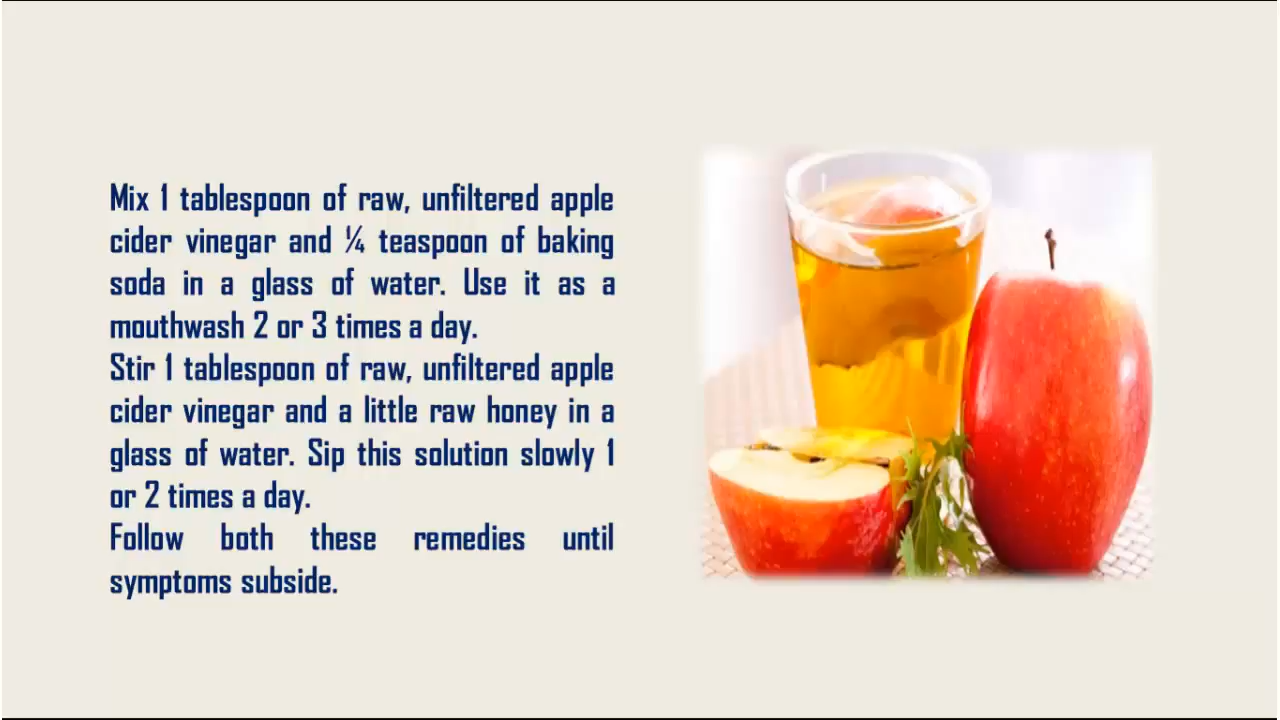 Mix 1 tablespoon of raw, unfiltered apple
cider vinegar and ¼ teaspoon of baking
soda in a glass of water. Use it as a
mouthwash 2 or 3 times a day.
Stir 1 tablespoon of raw, unfiltered apple
cider vinegar and a little raw honey in a
glass of water. Sip this solution slowly 1
or 2 times a day.
Follow both these remedies until
symptoms subside.